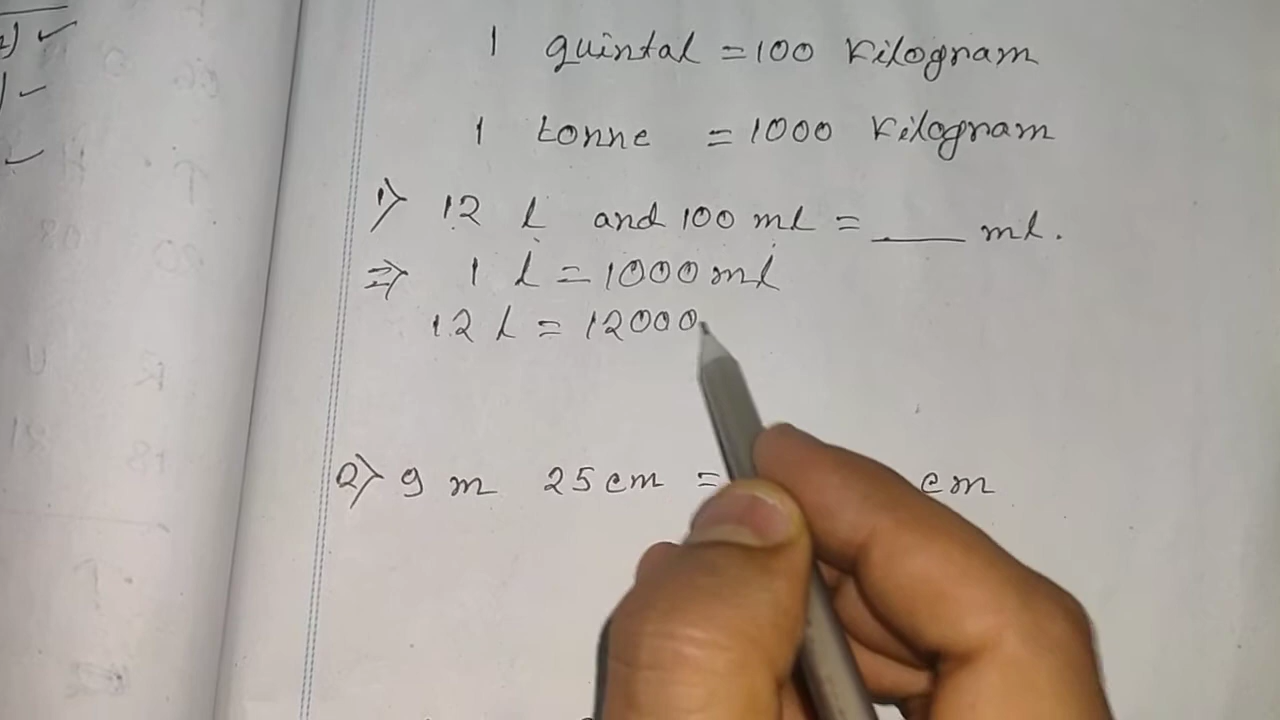 1 quintal = 100 Kilogram
1 tonne = 1000 Kilogram
1) 12 l and 100 ml = ___ ml.
⇒ 1 l = 1000 ml
12 l = 12000
2) 9 m 25 cm = cm